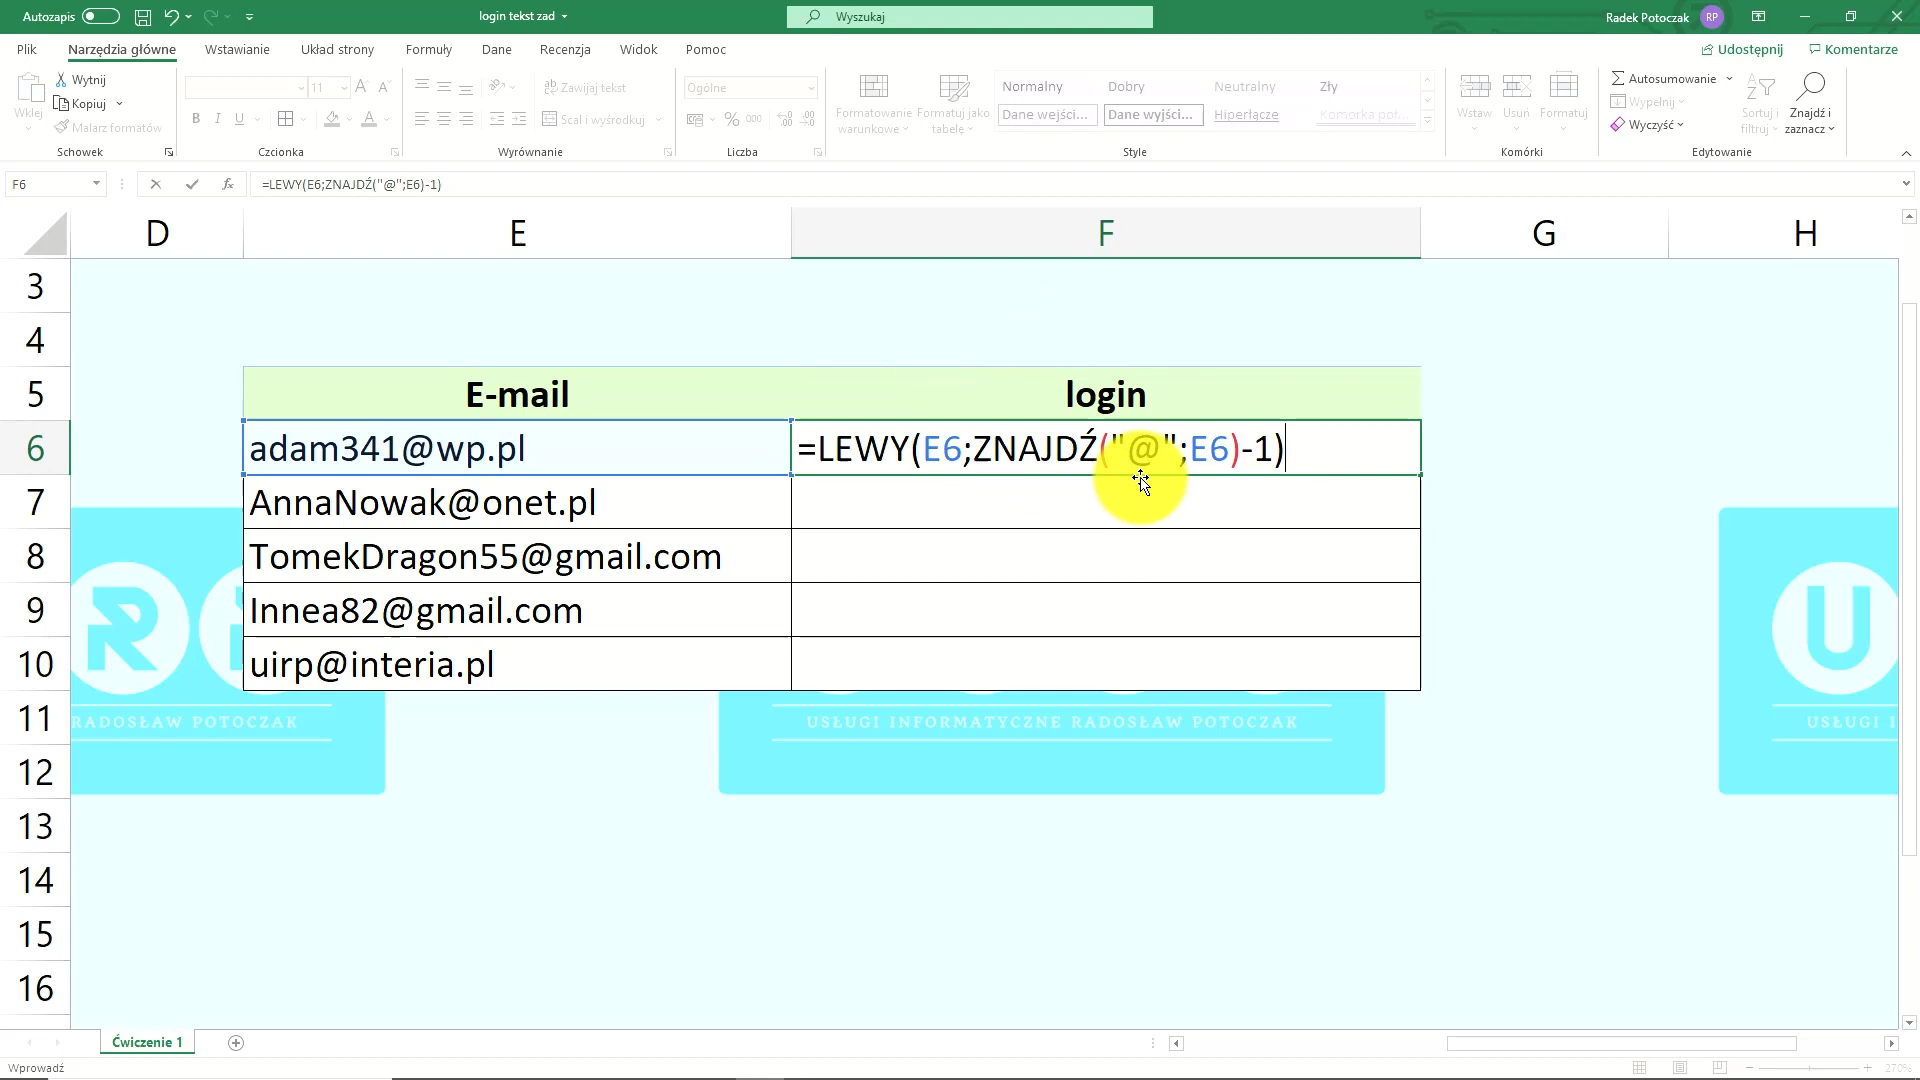 Autozapis
login tekst zad
Wyszukaj
Radek Potoczak RP
Plik Narzędzia główne Wstawianie Układ strony Formuły Dane Recenzja Widok Pomoc Udostępnij Komentarze
Wklej
Wytnij
Kopiuj
Malarz formatów
Schowek
11
B I U
Czcionka
Zawijaj tekst
Scal i wyśrodkuj
Wyrównanie
Ogólne
% 000
Liczba
Formatowanie warunkowe
Formatuj jako tabelę
Normalny Dobry Neutralny Zły
Dane wejści... Dane wyjści... Hiperłącze Komórka poł...
Style
Wstaw Usuń Formatuj
Komórki
Autosumowanie
Wypełnij
Wyczyść
Sortuj i filtruj
Znajdź i zaznacz
Edytowanie
F6 fx =LEWY(E6;ZNAJDŹ("@";E6)-1)
D E F G H
3
4
5 E-mail login
6 adam341@wp.pl =LEWY(E6;ZNAJDŹ("@";E6)-1)
7 AnnaNowak@onet.pl
8 TomekDragon55@gmail.com
9 Innea82@gmail.com
10 uirp@interia.pl
11
12
13
14
15
16
R
U
RADOSŁAW POTOCZAK
USŁUGI INFORMATYCZNE RADOSŁAW POTOCZAK
USŁUGI I
Ćwiczenie 1
Wprowadź
270%